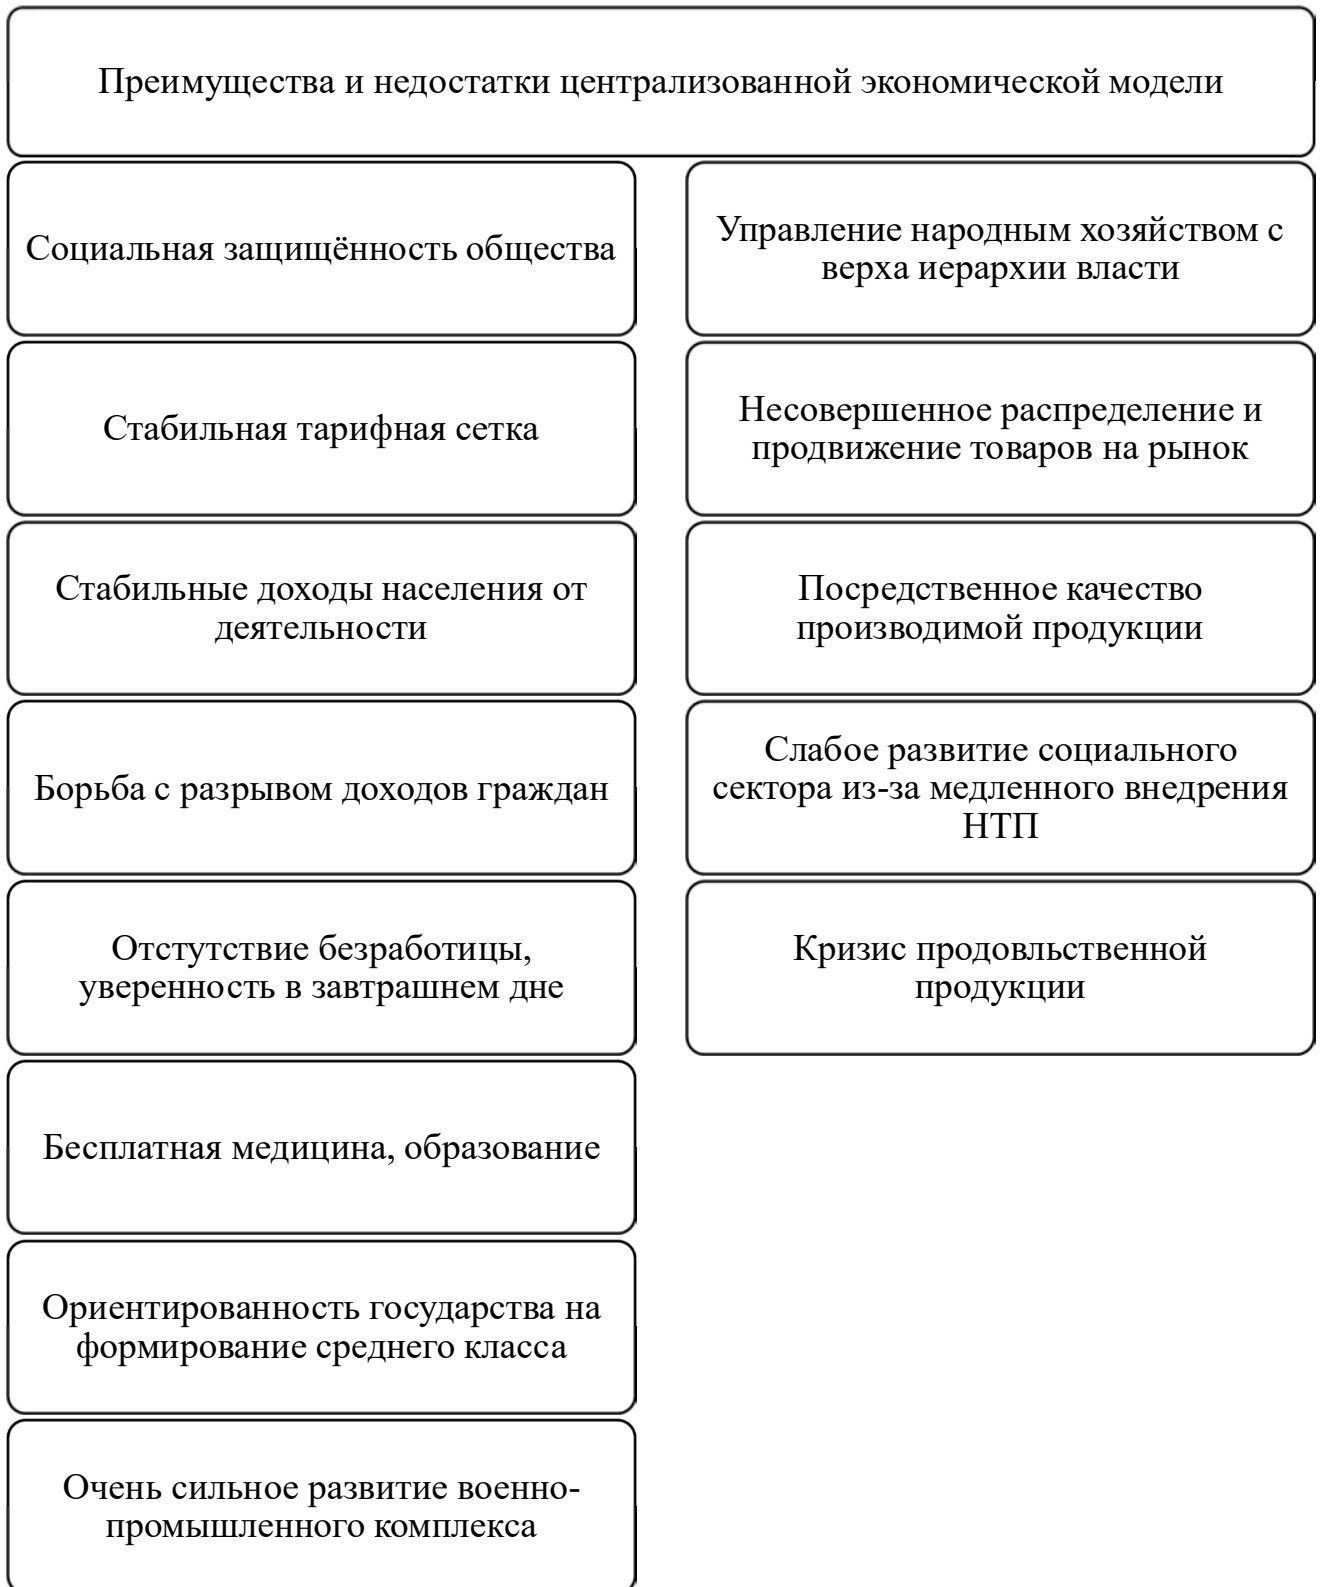 Преимущества и недостатки централизованной экономической модели
Социальная защищённость общества
Стабильная тарифная сетка
Стабильные доходы населения от
деятельности
Борьба с разрывом доходов граждан
Отстутствие безработицы,
уверенность в завтрашнем дне
Бесплатная медицина, образование
Ориентированность государства на
формирование среднего класса
Очень сильное развитие военно-
промышленного комплекса
Управление народным хозяйством с
верха иерархии власти
Несовершенное распределение и
продвижение товаров на рынок
Посредственное качество
производимой продукции
Слабое развитие социального
сектора из-за медленного внедрения
НТП
Кризис продовльственной
продукции